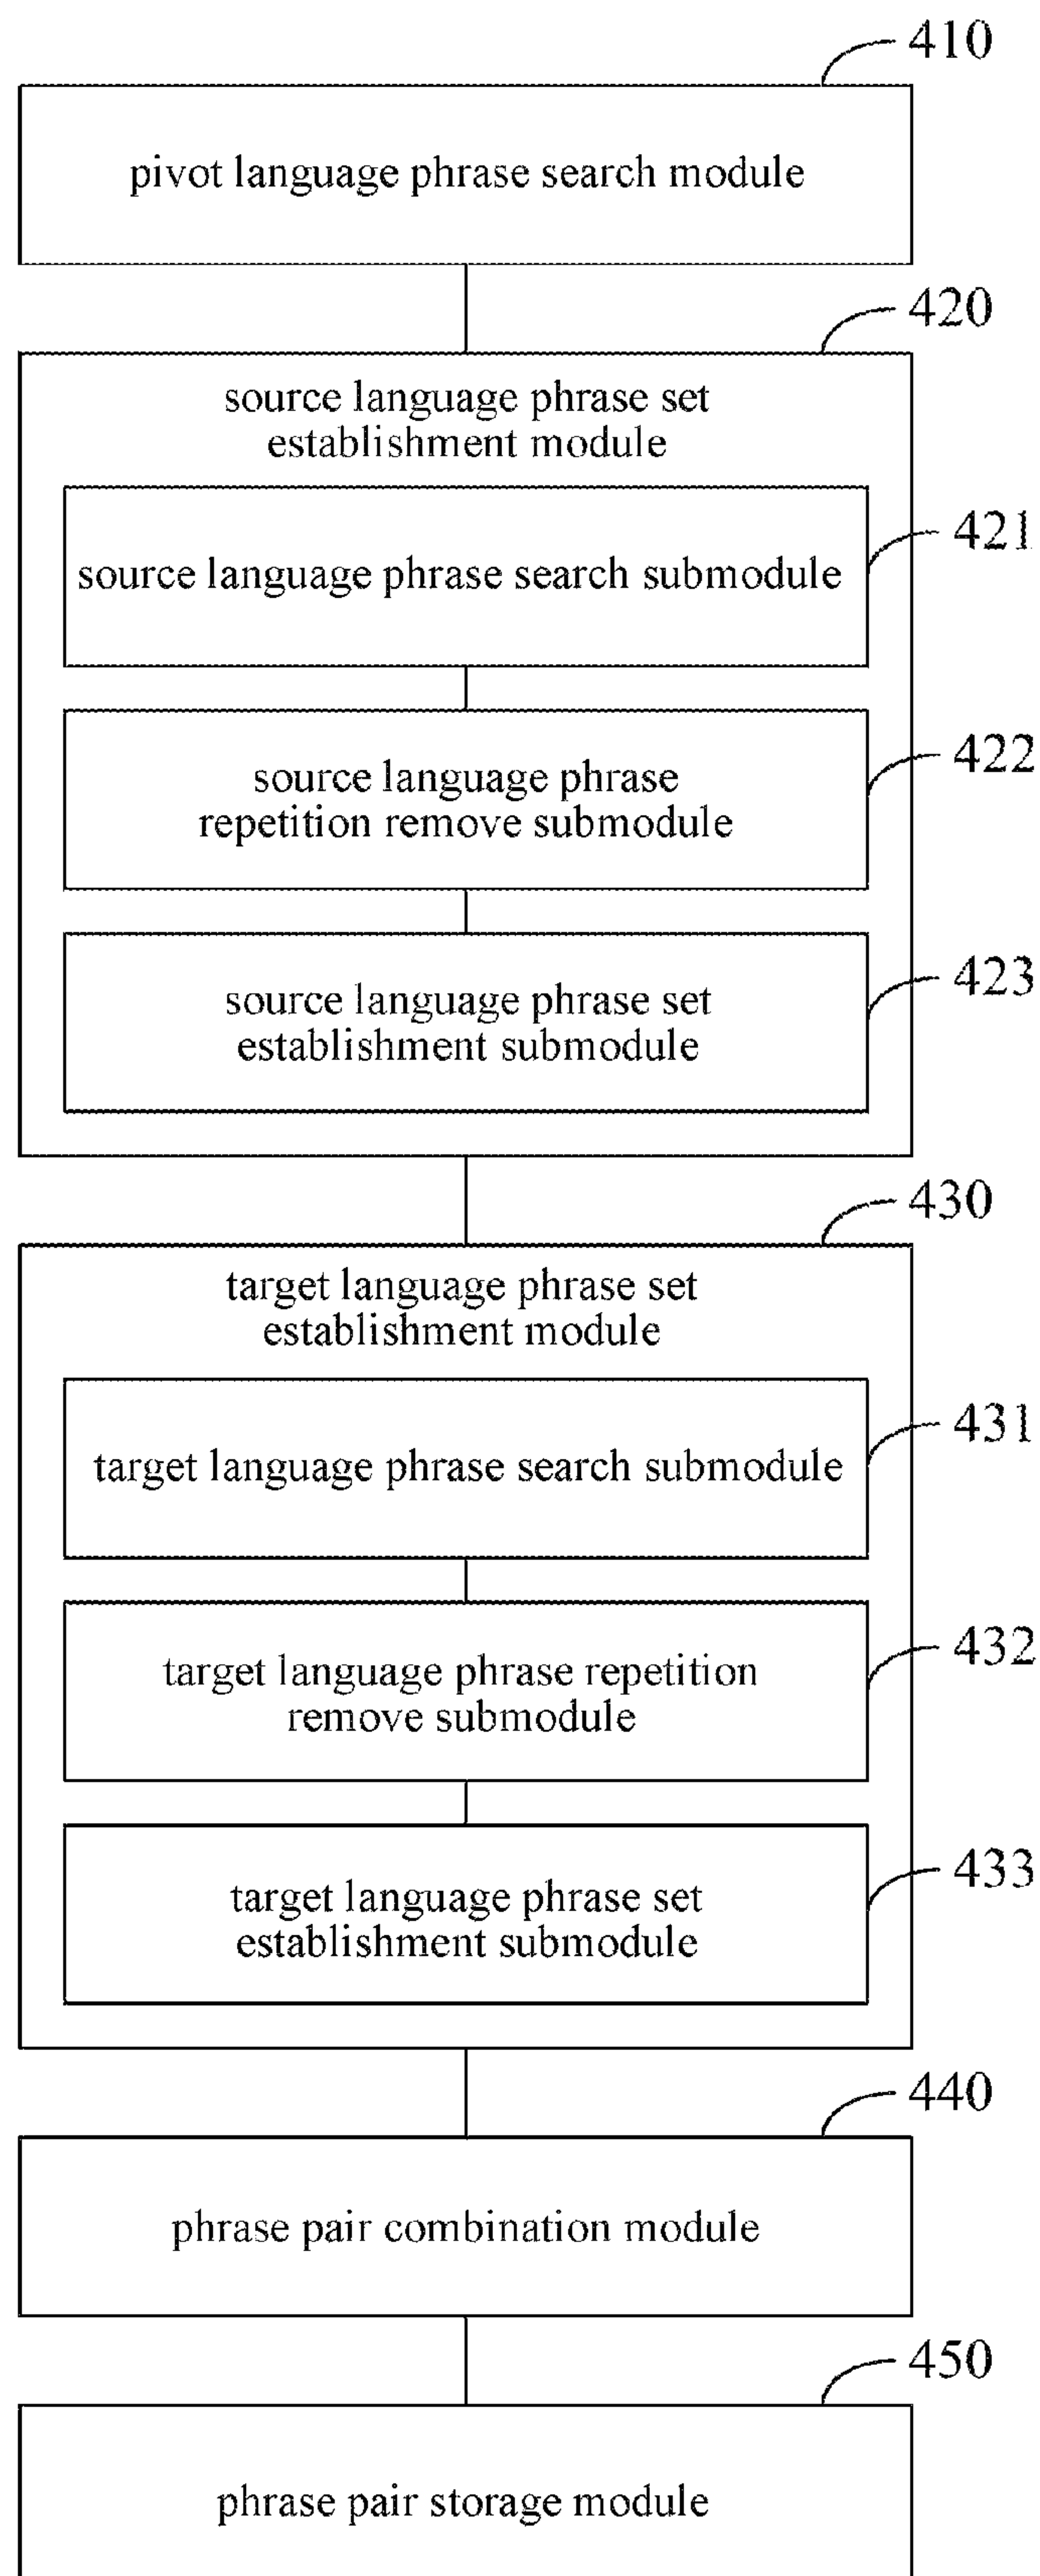 410
pivot language phrase search module
420
source language phrase set
establishment module
421
source language phrase search submodule
422
source language phrase
repetition remove submodule
423
source language phrase set
establishment submodule
430
target language phrase set
establishment module
431
target language phrase search submodule
432
target language phrase repetition
remove submodule
433
target language phrase set
establishment submodule
440
phrase pair combination module
450
phrase pair storage module